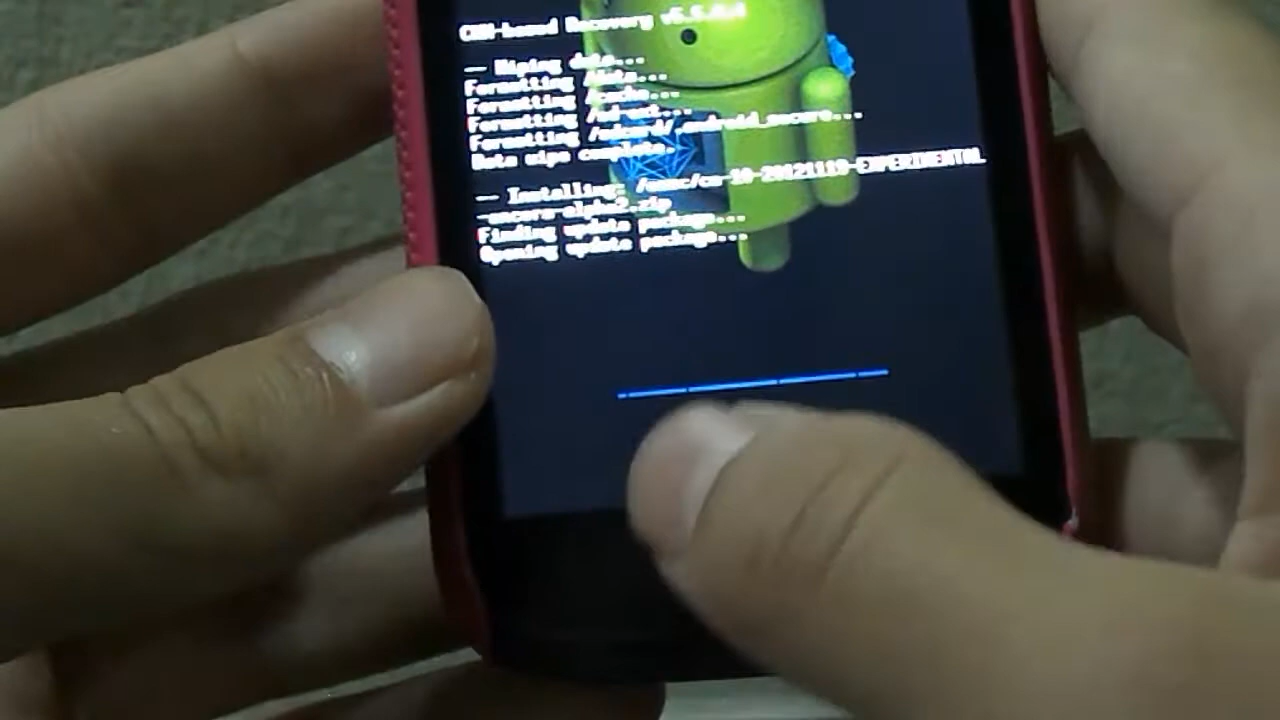 CWM-based Recovery v5.5.0.4
-- Wiping data...
Formatting /data...
Formatting /cache...
Formatting /sd-ext...
Formatting /sdcard/.android_secure...
Data wipe complete.
-- Installing: /emmc/cm-10-20121119-EXPERIMENTAL
-ancora-alpha2.zip
Finding update package...
Opening update package...